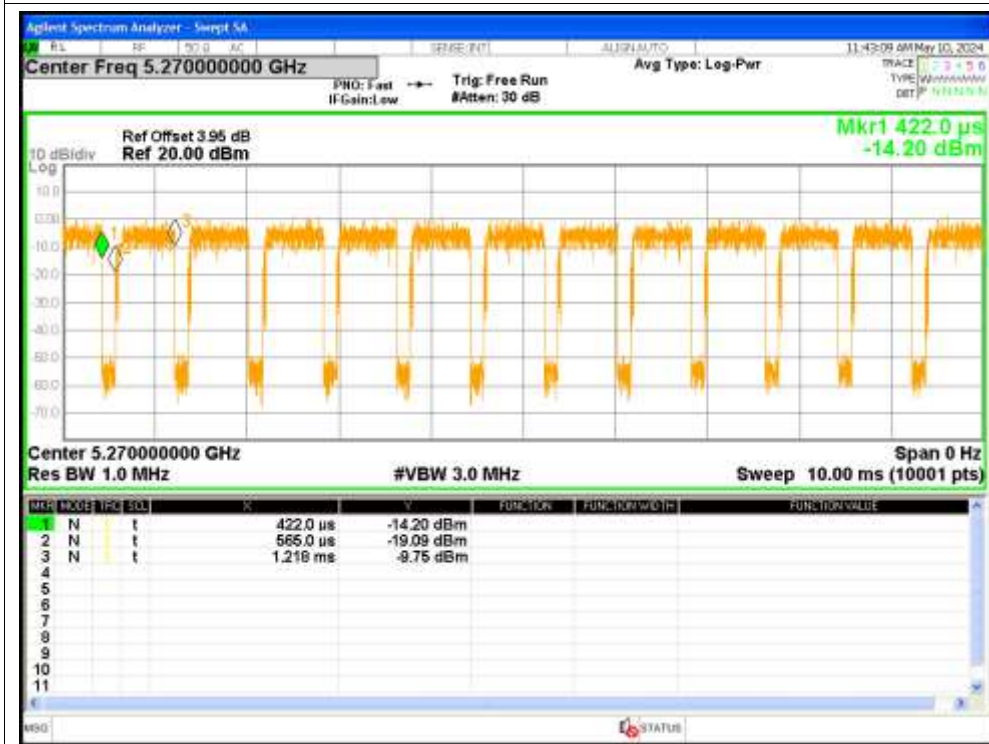 Agilent Spectrum Analyzer - Swept SA
RL RF 50 Ω AC SENSE:INT ALIGN AUTO 11:43:09 AM May 10, 2024
Center Freq 5.270000000 GHz
PNO: Fast
IFGain:Low
Trig: Free Run
#Atten: 30 dB
Avg Type: Log-Pwr
TRACE 1 2 3 4 5 6
TYPE
DET P N N N N N
Mkr1 422.0 µs
-14.20 dBm
Ref Offset 3.95 dB
10 dB/div Ref 20.00 dBm
Log
10.0
0.00
-10.0
-20.0
-30.0
-40.0
-50.0
-60.0
-70.0
Center 5.270000000 GHz Span 0 Hz
Res BW 1.0 MHz #VBW 3.0 MHz Sweep 10.00 ms (10001 pts)
MKR MODE TRC SCL X Y FUNCTION FUNCTION WIDTH FUNCTION VALUE
1 N t 422.0 µs -14.20 dBm
2 N t 565.0 µs -19.09 dBm
3 N t 1.218 ms -9.75 dBm
4
5
6
7
8
9
10
11
MSG STATUS